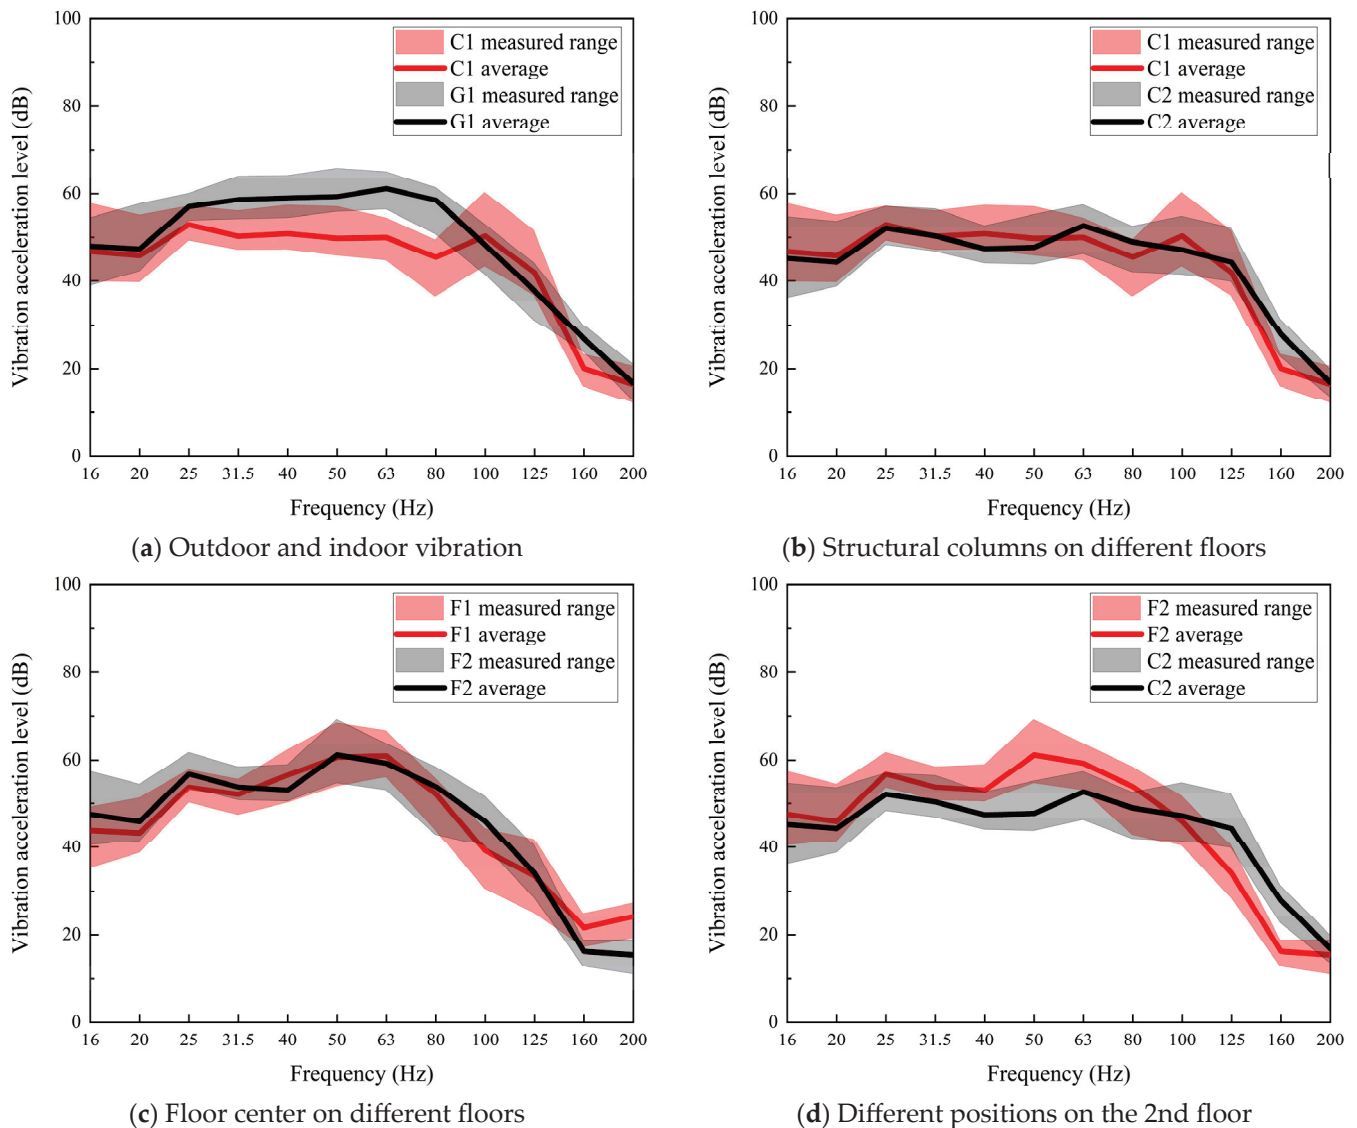 100
80
60
40
20
0
Vibration acceleration level (dB)
C1 measured range
C1 average
G1 measured range
G1 average
16 20 25 31.5 40 50 63 80 100 125 160 200
Frequency (Hz)
(a) Outdoor and indoor vibration
100
80
60
40
20
0
Vibration acceleration level (dB)
C1 measured range
C1 average
C2 measured range
C2 average
16 20 25 31.5 40 50 63 80 100 125 160 200
Frequency (Hz)
(b) Structural columns on different floors
100
80
60
40
20
0
Vibration acceleration level (dB)
F1 measured range
F1 average
F2 measured range
F2 average
16 20 25 31.5 40 50 63 80 100 125 160 200
Frequency (Hz)
(c) Floor center on different floors
100
80
60
40
20
0
Vibration acceleration level (dB)
F2 measured range
F2 average
C2 measured range
C2 average
16 20 25 31.5 40 50 63 80 100 125 160 200
Frequency (Hz)
(d) Different positions on the 2nd floor